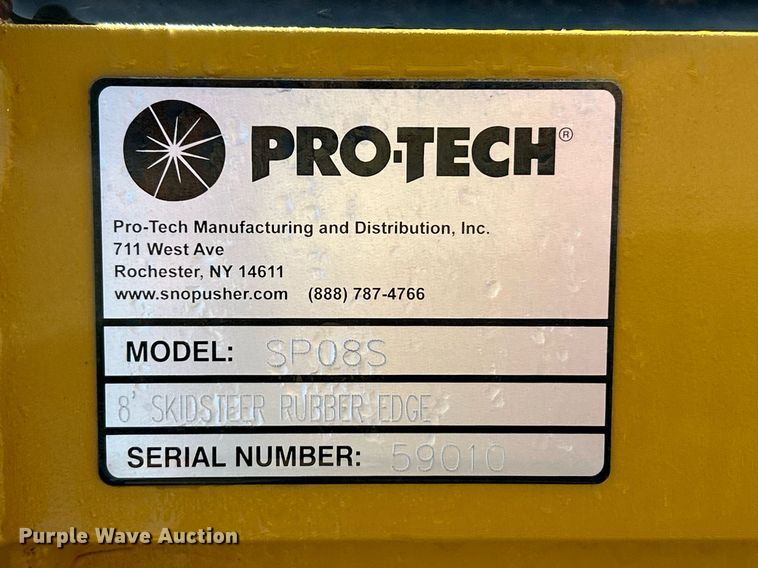 PRO-TECH®
Pro-Tech Manufacturing and Distribution, Inc.
711 West Ave
Rochester, NY 14611
www.snopusher.com (888) 787-4766
MODEL: SP08S
8' SKIDSTEER RUBBER EDGE
SERIAL NUMBER: 59010
Purple Wave Auction